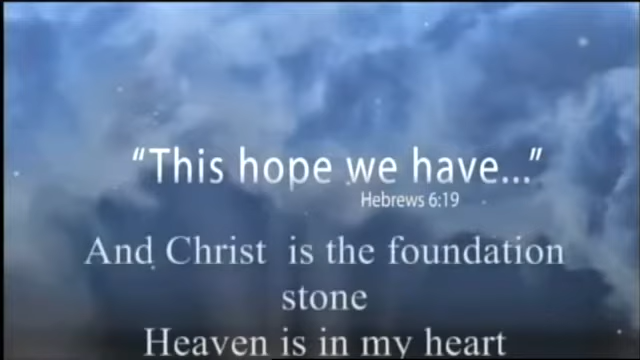 “This hope we have...”
Hebrews 6:19
And Christ is the foundation
stone
Heaven is in my heart